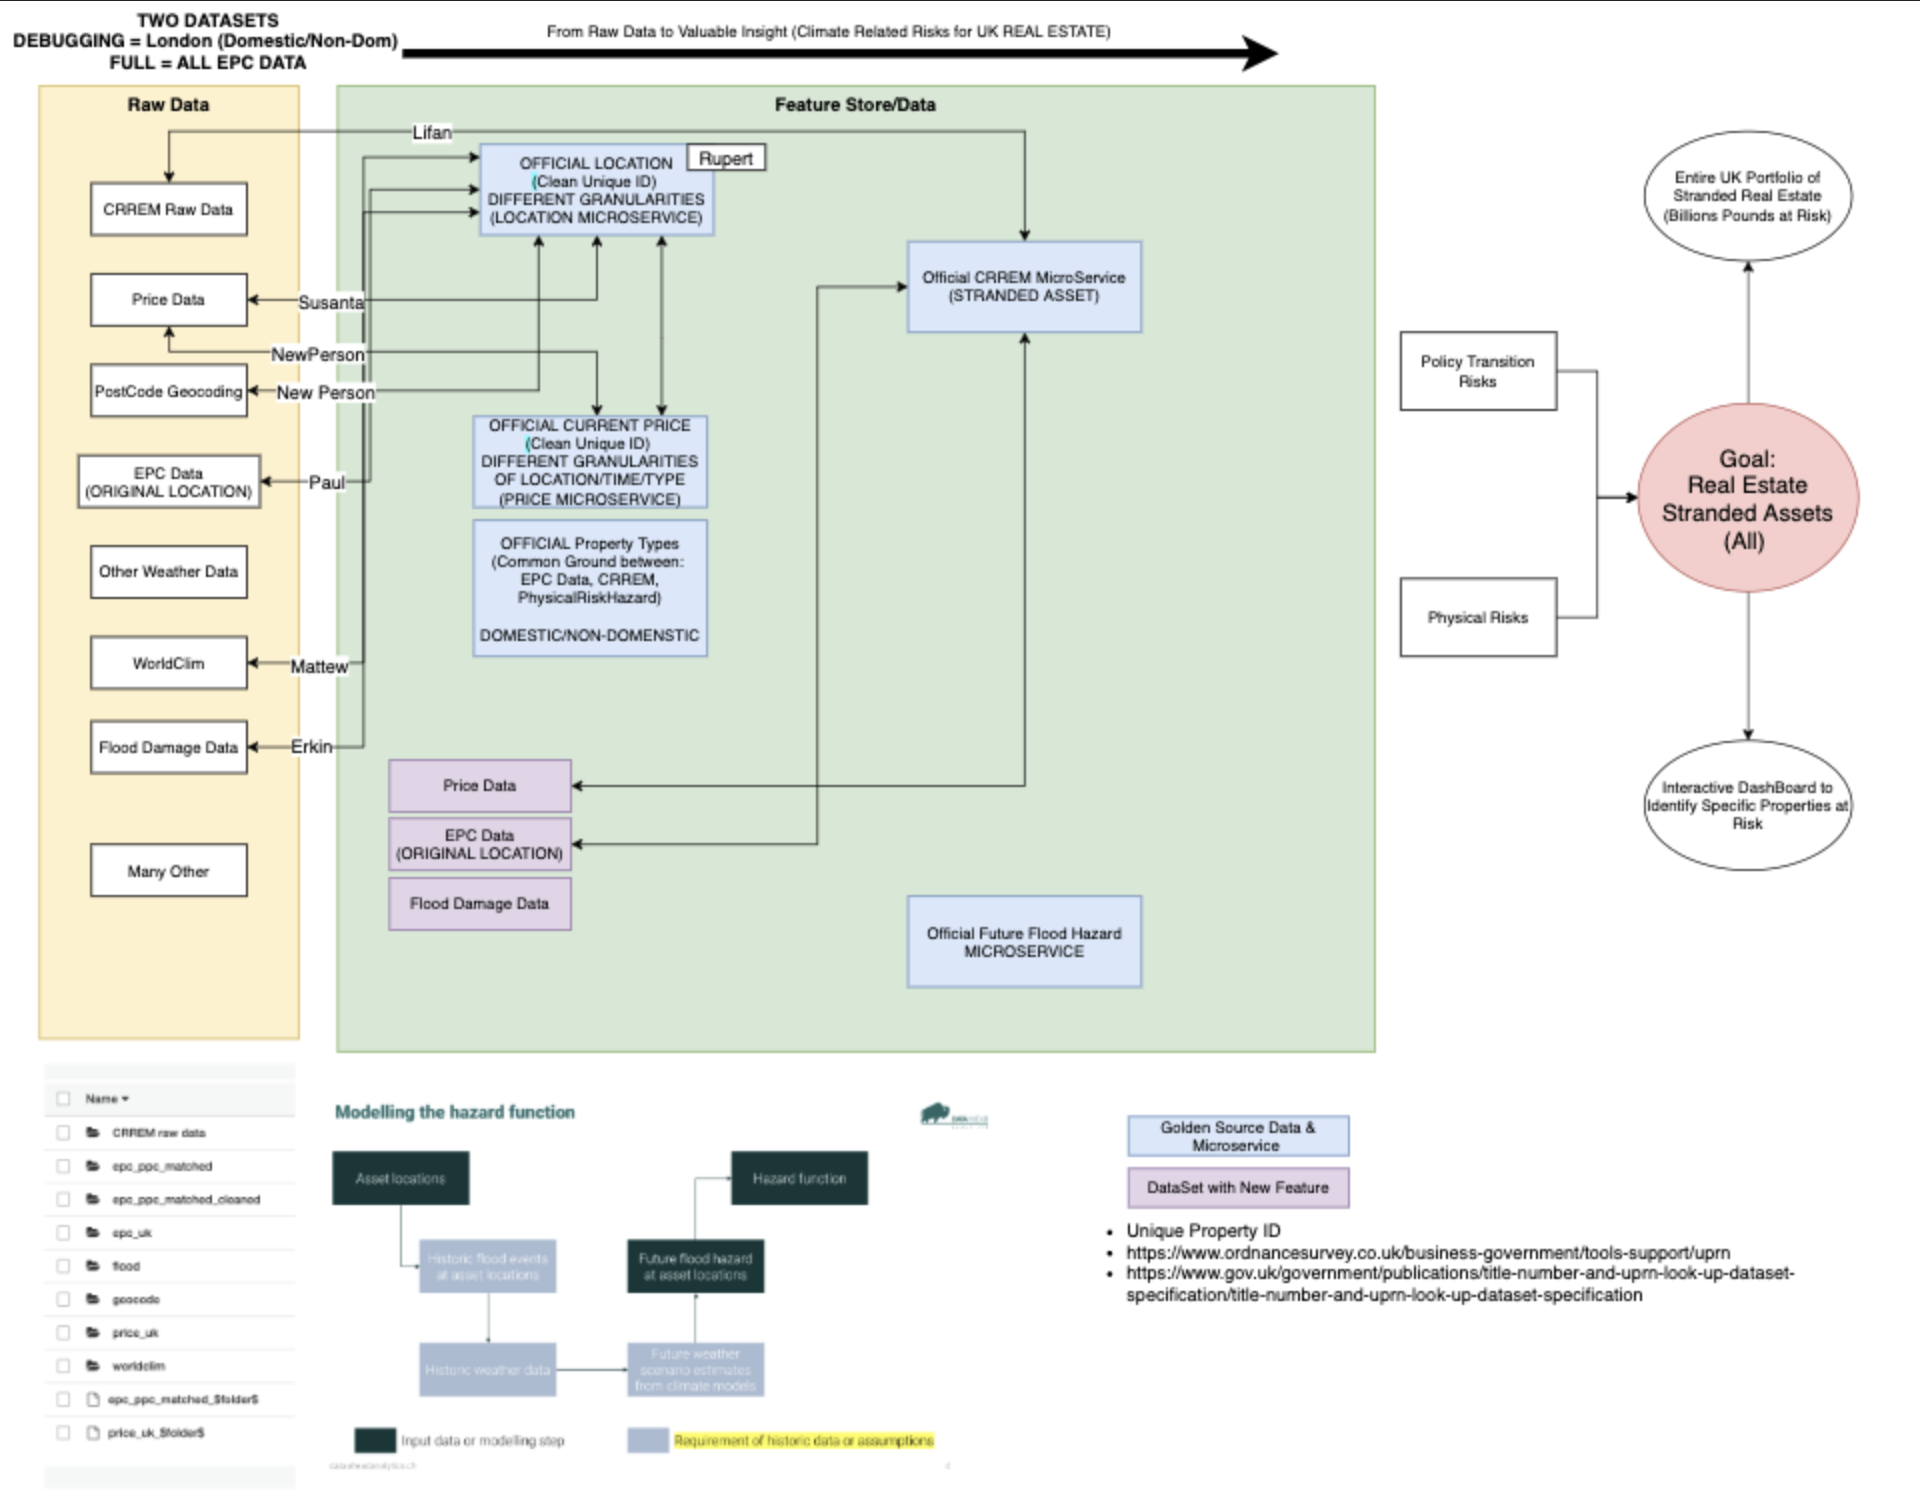 TWO DATASETS
DEBUGGING = London (Domestic/Non-Dom)
FULL = ALL EPC DATA
From Raw Data to Valuable Insight (Climate Related Risks for UK REAL ESTATE)
Raw Data
CRREM Raw Data
Price Data
PostCode Geocoding
EPC Data
(ORIGINAL LOCATION)
Other Weather Data
WorldClim
Flood Damage Data
Many Other
Lifan
Susanta
NewPerson
New Person
Paul
Mattew
Erkin
Feature Store/Data
OFFICIAL LOCATION
(Clean Unique ID)
DIFFERENT GRANULARITIES
(LOCATION MICROSERVICE)
Rupert
OFFICIAL CURRENT PRICE
(Clean Unique ID)
DIFFERENT GRANULARITIES
OF LOCATION/TIME/TYPE
(PRICE MICROSERVICE)
OFFICIAL Property Types
(Common Ground between:
EPC Data, CRREM,
PhysicalRiskHazard)
DOMESTIC/NON-DOMENSTIC
Price Data
EPC Data
(ORIGINAL LOCATION)
Flood Damage Data
Official CRREM MicroService
(STRANDED ASSET)
Official Future Flood Hazard
MICROSERVICE
Policy Transition
Risks
Physical Risks
Entire UK Portfolio of
Stranded Real Estate
(Billions Pounds at Risk)
Goal:
Real Estate
Stranded Assets
(All)
Interactive DashBoard to
Identify Specific Properties at
Risk
Name
CRREM raw data
epc_ppc_matched
epc_ppc_matched_cleaned
epc_uk
flood
geocode
price_uk
worldclim
epc_ppc_matched_$folder$
price_uk_$folder$
Modelling the hazard function
Asset locations
Historic flood events
at asset locations
Historic weather data
Future weather
scenario estimates
from climate models
Future flood hazard
at asset locations
Hazard function
Input data or modelling step
Requirement of historic data or assumptions
4
Golden Source Data &
Microservice
DataSet with New Feature
• Unique Property ID
• https://www.ordnancesurvey.co.uk/business-government/tools-support/uprn
• https://www.gov.uk/government/publications/title-number-and-uprn-look-up-dataset-
specification/title-number-and-uprn-look-up-dataset-specification